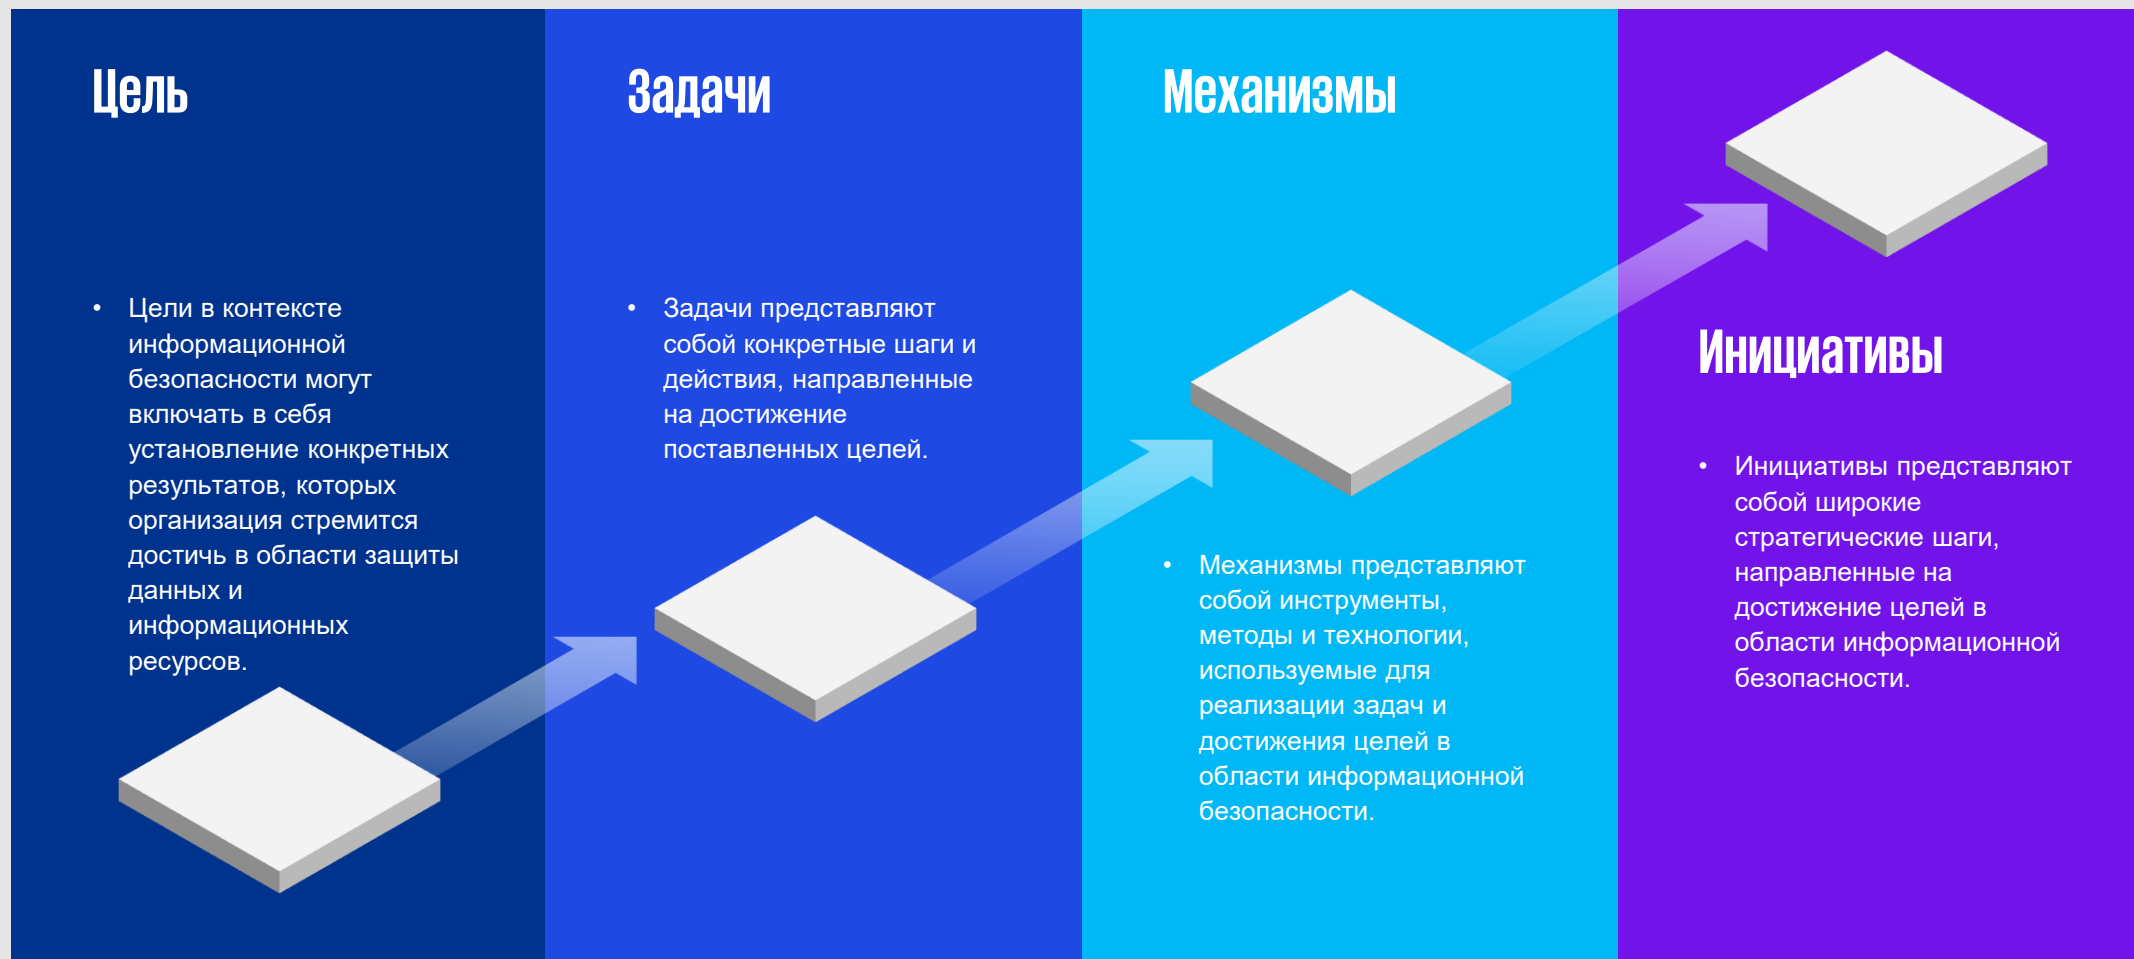 Цель
• Цели в контексте
информационной
безопасности могут
включать в себя
установление конкретных
результатов, которых
организация стремится
достичь в области защиты
данных и
информационных
ресурсов.
Задачи
• Задачи представляют
собой конкретные шаги и
действия, направленные
на достижение
поставленных целей.
Механизмы
• Механизмы представляют
собой инструменты,
методы и технологии,
используемые для
реализации задач и
достижения целей в
области информационной
безопасности.
Инициативы
• Инициативы представляют
собой широкие
стратегические шаги,
направленные на
достижение целей в
области информационной
безопасности.